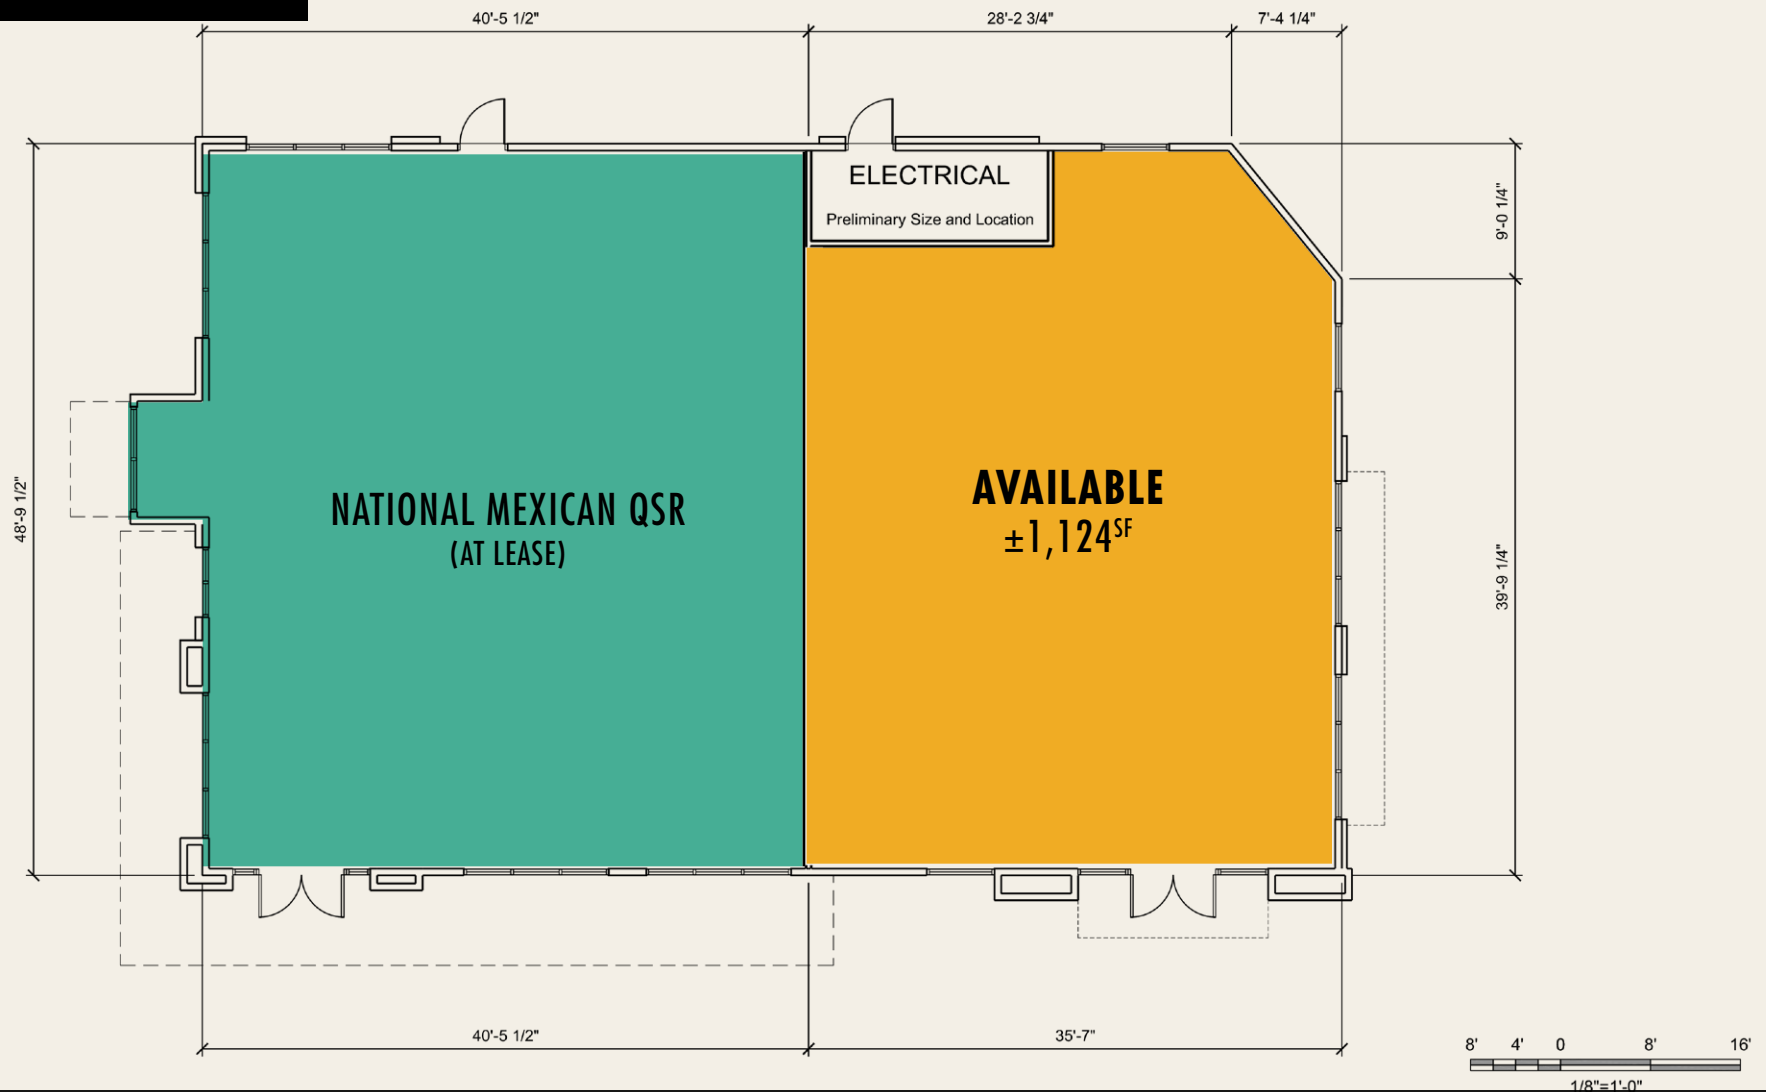 40'-5 1/2"
28'-2 3/4"
7'-4 1/4"
ELECTRICAL
Preliminary Size and Location
9'-0 1/4"
48'-9 1/2"
NATIONAL MEXICAN QSR
(AT LEASE)
AVAILABLE
±1,124SF
39'-9 1/4"
40'-5 1/2"
35'-7"
8' 4' 0 8' 16'
1/8"=1'-0"